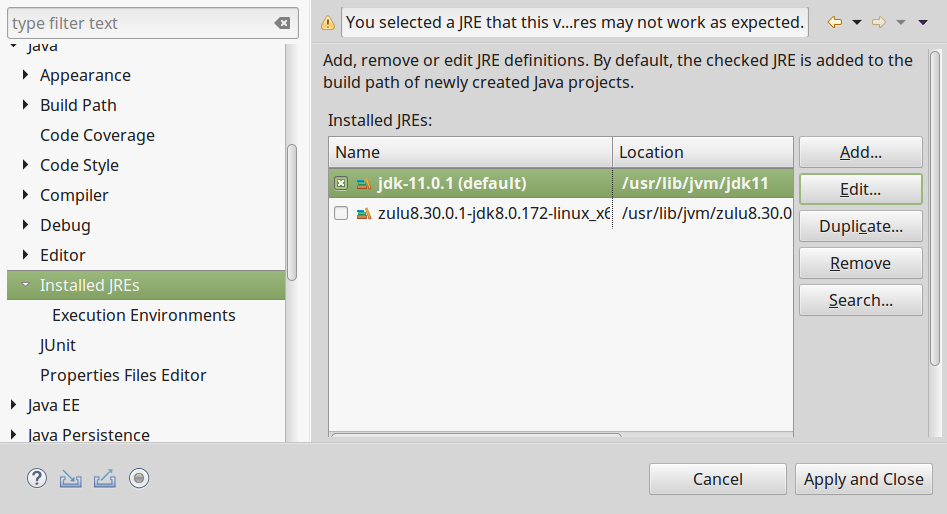 type filter text
You selected a JRE that this v...res may not work as expected.
Java
Appearance
Build Path
Code Coverage
Code Style
Compiler
Debug
Editor
Installed JREs
Execution Environments
JUnit
Properties Files Editor
Java EE
Java Persistence
Add, remove or edit JRE definitions. By default, the checked JRE is added to the
build path of newly created Java projects.
Installed JREs:
Name Location
jdk-11.0.1 (default) /usr/lib/jvm/jdk11
zulu8.30.0.1-jdk8.0.172-linux_x6 /usr/lib/jvm/zulu8.30.0
Add...
Edit...
Duplicate...
Remove
Search...
Cancel
Apply and Close